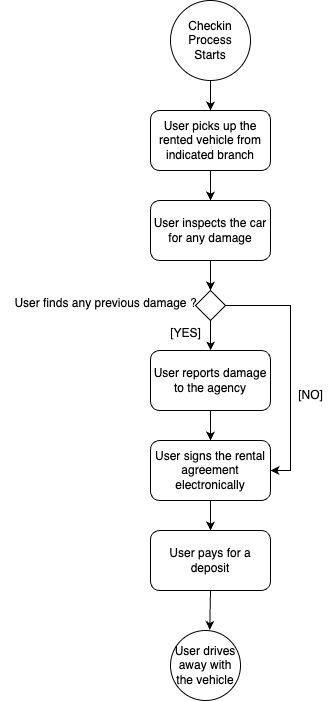 Checkin
Process
Starts
User picks up the
rented vehicle from
indicated branch
User inspects the car
for any damage
User finds any previous damage ?
[YES]
User reports damage
to the agency
[NO]
User signs the rental
agreement
electronically
User pays for a
deposit
User drives
away with
the vehicle